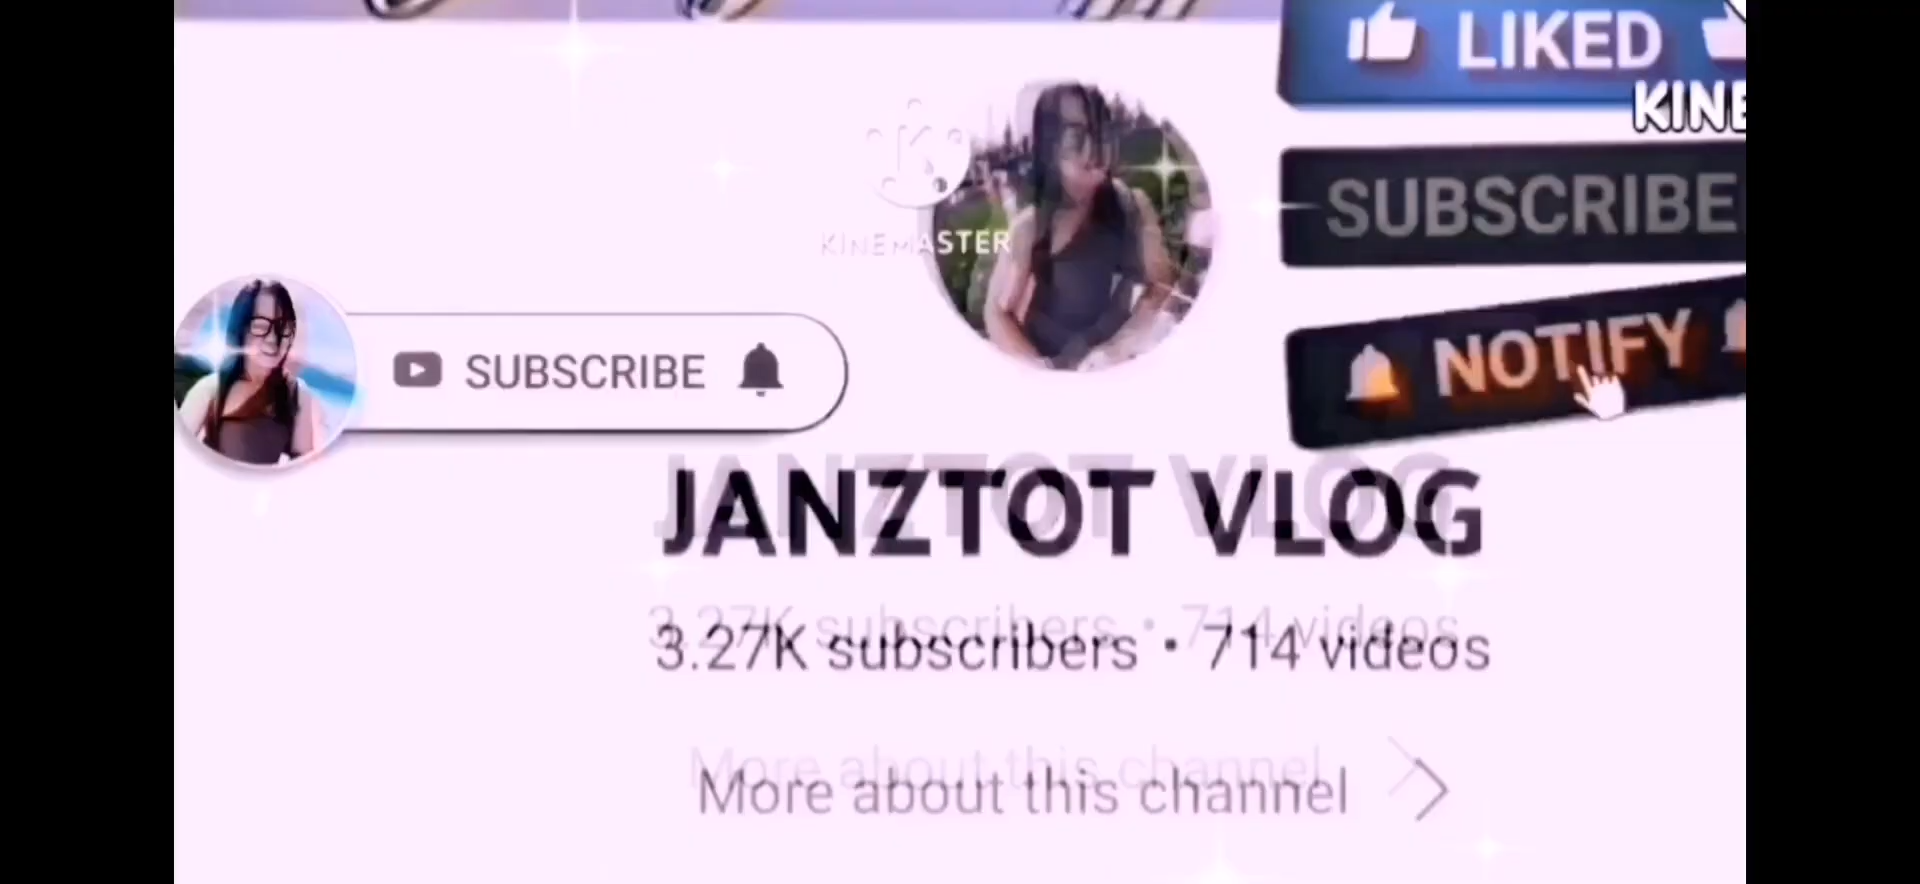 LIKED
KINE
SUBSCRIBE
KINEMASTER
NOTIFY
SUBSCRIBE
JANZTOT VLOG
3.27K subscribers • 714 videos
More about this channel